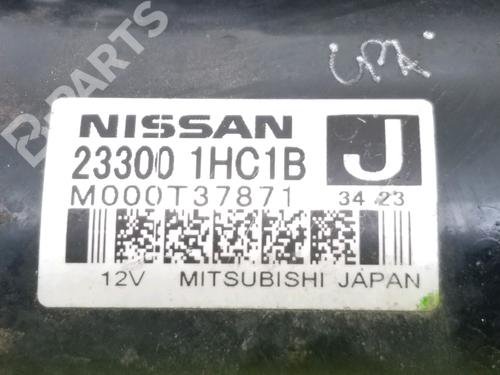 B-PARTS
NISSAN
23300 1HC1B
J
M000T37871
34 23
12V MITSUBISHI JAPAN